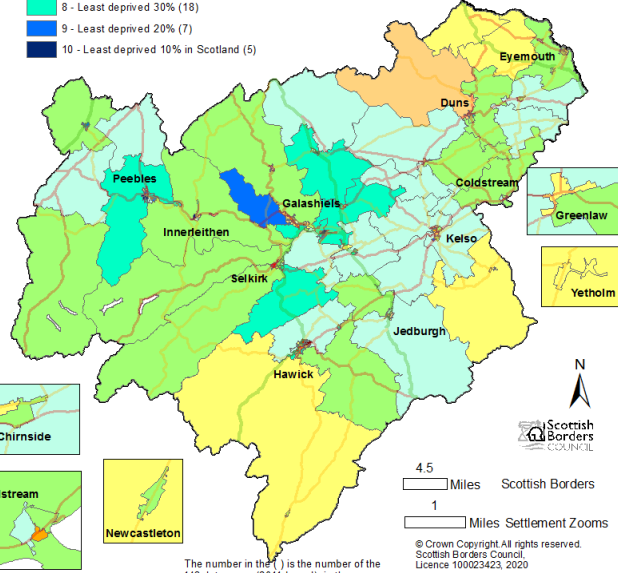 8 - Least deprived 30% (18)
9 - Least deprived 20% (7)
10 - Least deprived 10% in Scotland (5)
Eyemouth
Duns
Peebles
Coldstream
Galashiels
Greenlaw
Innerleithen
Kelso
Selkirk
Yetholm
Jedburgh
Hawick
N
Scottish
Borders
COUNCIL
Chirnside
4.5
Miles Scottish Borders
stream
1
Miles Settlement Zooms
Newcastleton
© Crown Copyright.All rights reserved.
Scottish Borders Council,
Licence 100023423, 2020
The number in the ( ) is the number of the